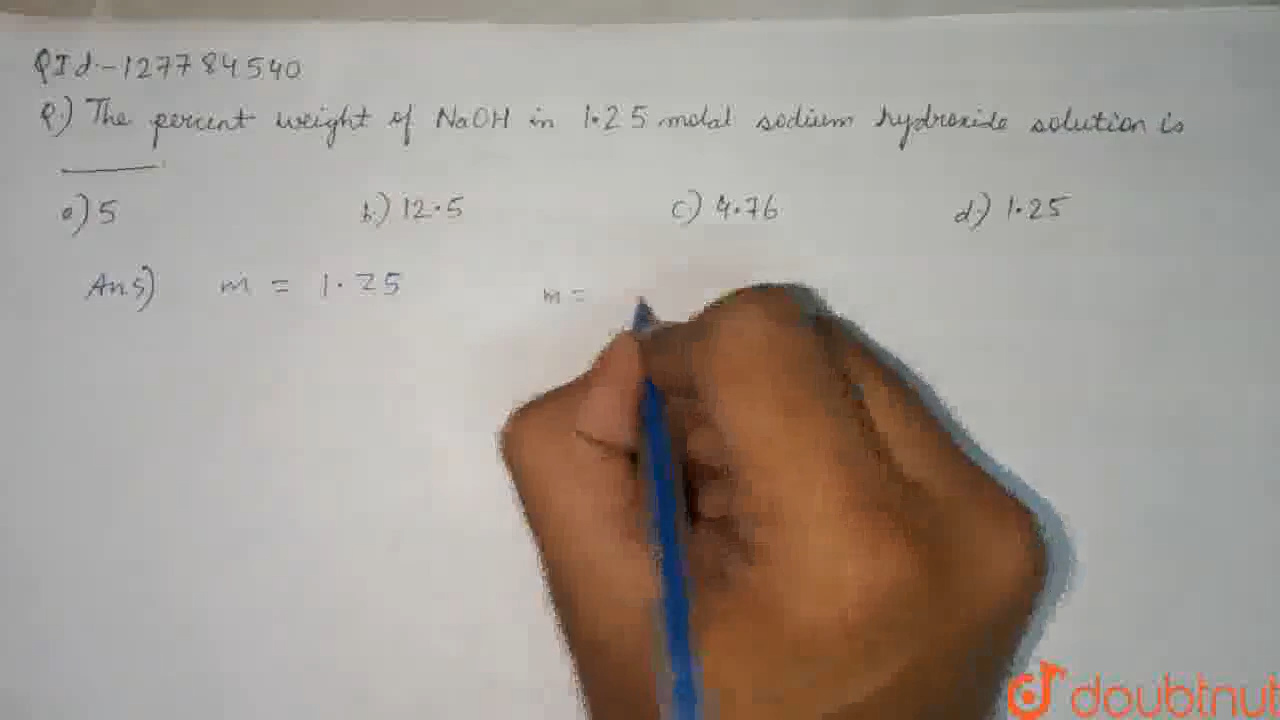 QId:-127784540
Q.) The percent weight of NaOH in 1.25 molal sodium hydroxide solution is
______
a) 5 b.) 12.5 c.) 4.76 d.) 1.25
Ans) m = 1.25 m =
doubtnut